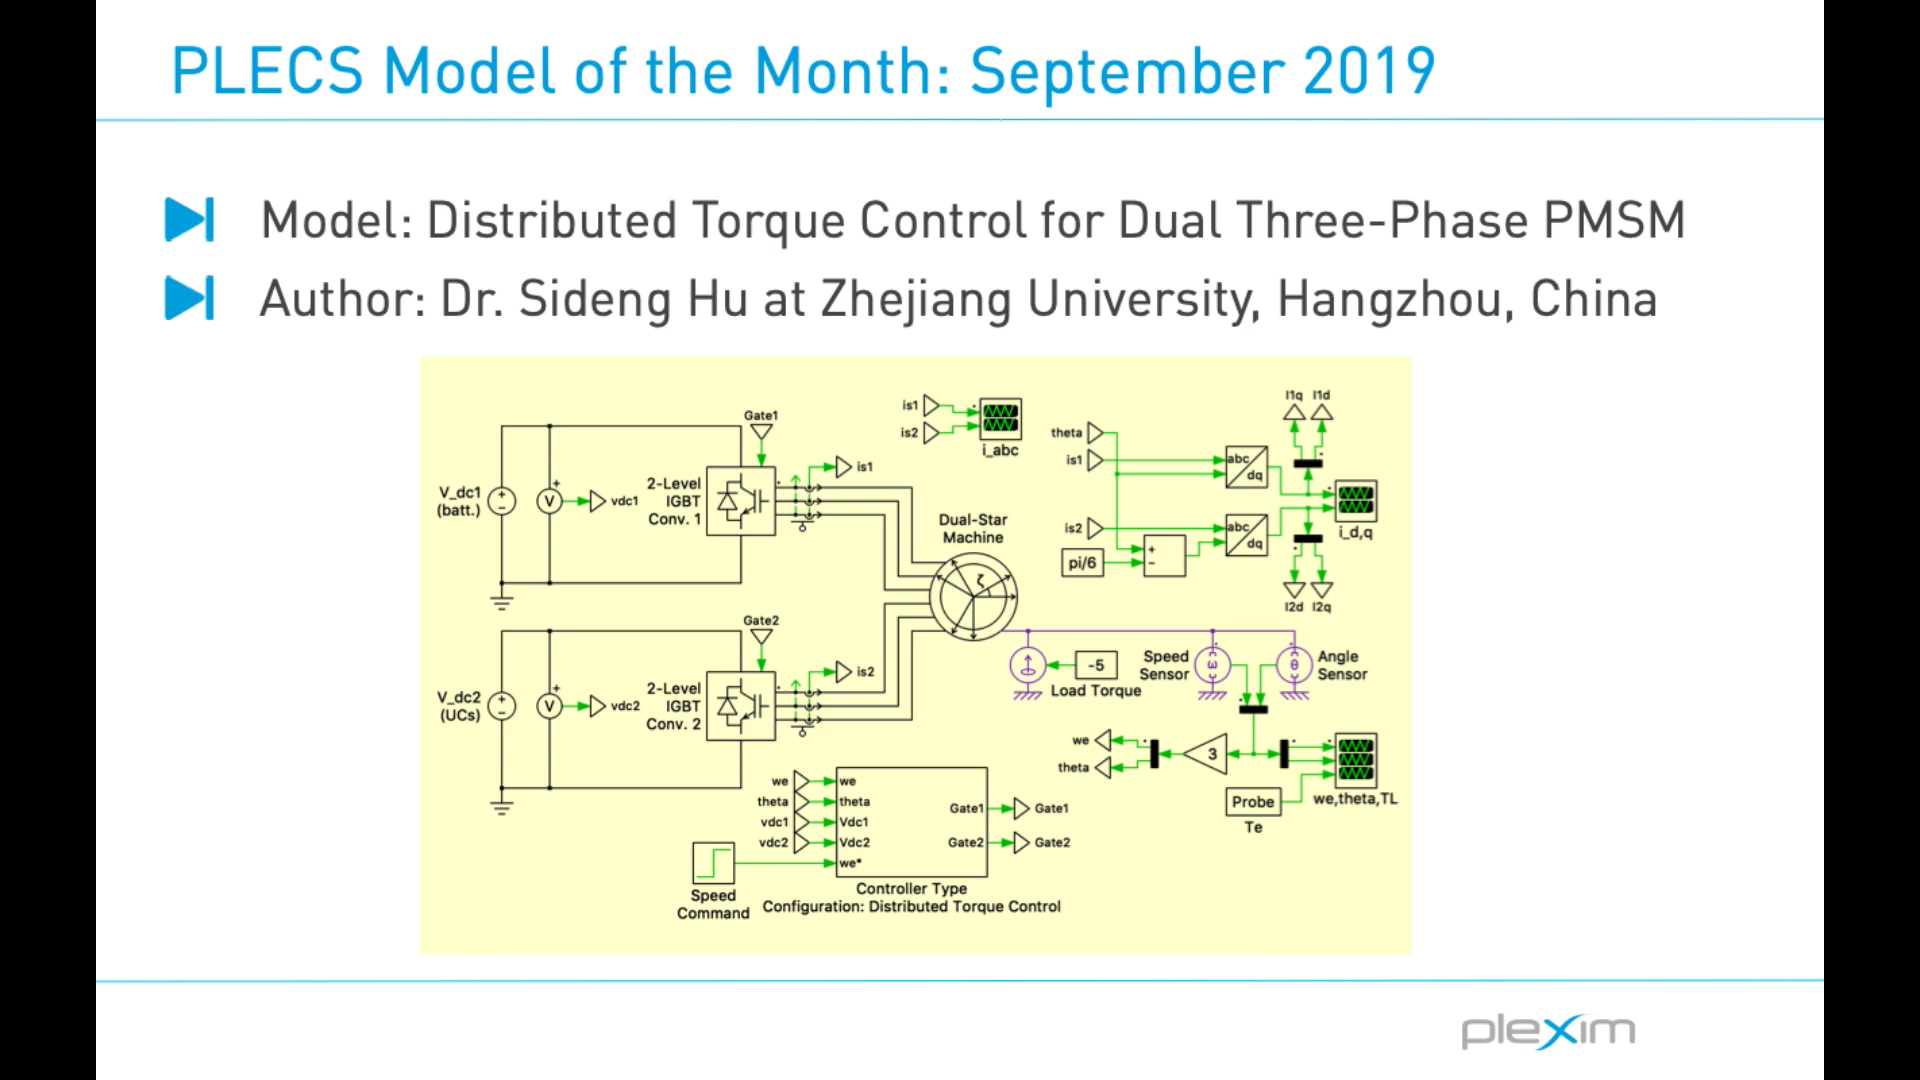 PLECS Model of the Month: September 2019
Model: Distributed Torque Control for Dual Three-Phase PMSM
Author: Dr. Sideng Hu at Zhejiang University, Hangzhou, China
V_dc1
(batt.)
+
−
V
+
vdc1
Gate1
2-Level
IGBT
Conv. 1
is1
is1
is2
i_abc
Dual-Star
Machine
ζ
theta
is1
abc
dq
I1q I1d
is2
pi/6
+
−
abc
dq
i_d,q
I2d I2q
V_dc2
(UCs)
+
−
V
+
vdc2
Gate2
2-Level
IGBT
Conv. 2
is2
-5
Load Torque
Speed
Sensor
ω
θ
Angle
Sensor
we
theta
3
Probe
Te
we,theta,TL
we
theta
vdc1
vdc2
we
theta
Vdc1
Vdc2
we*
Gate1
Gate2
Gate1
Gate2
Speed
Command
Controller Type
Configuration: Distributed Torque Control
plexim